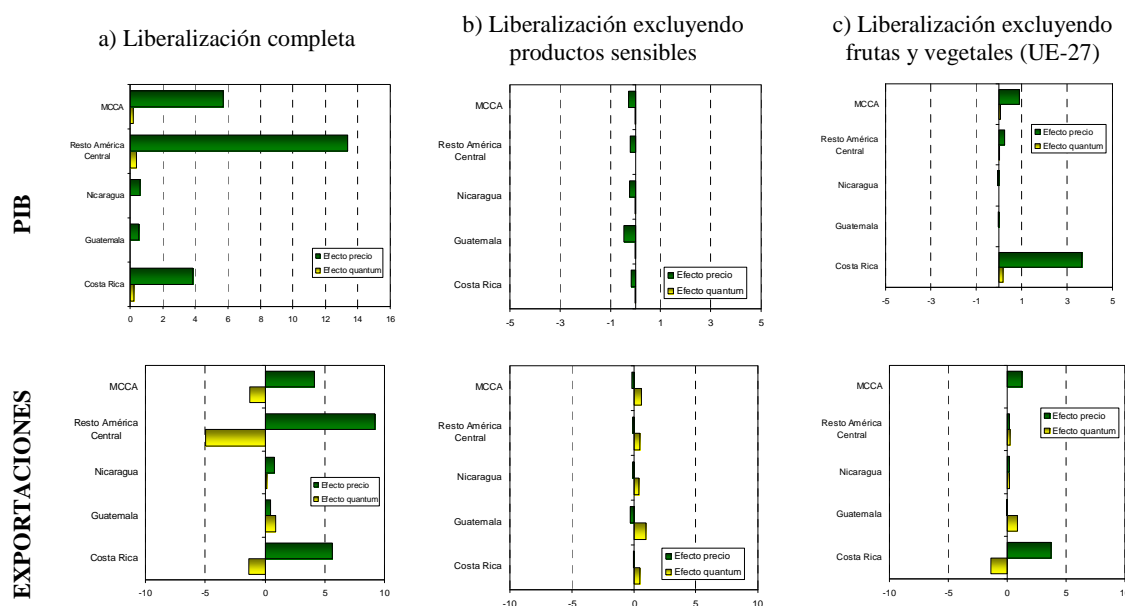 a) Liberalización completa
b) Liberalización excluyendo
productos sensibles
c) Liberalización excluyendo
frutas y vegetales (UE-27)
PIB
MCCA
Resto América
Central
Nicaragua
Guatemala
Costa Rica
Efecto precio
Efecto quantum
0 2 4 6 8 10 12 14 16
MCCA
Resto América
Central
Nicaragua
Guatemala
Costa Rica
Efecto precio
Efecto quantum
-5 -3 -1 1 3 5
MCCA
Resto América
Central
Nicaragua
Guatemala
Costa Rica
Efecto precio
Efecto quantum
-5 -3 -1 1 3 5
EXPORTACIONES
MCCA
Resto América
Central
Nicaragua
Guatemala
Costa Rica
Efecto precio
Efecto quantum
-10 -5 0 5 10
MCCA
Resto América
Central
Nicaragua
Guatemala
Costa Rica
Efecto precio
Efecto quantum
-10 -5 0 5 10
MCCA
Resto América
Central
Nicaragua
Guatemala
Costa Rica
Efecto precio
Efecto quantum
-10 -5 0 5 10